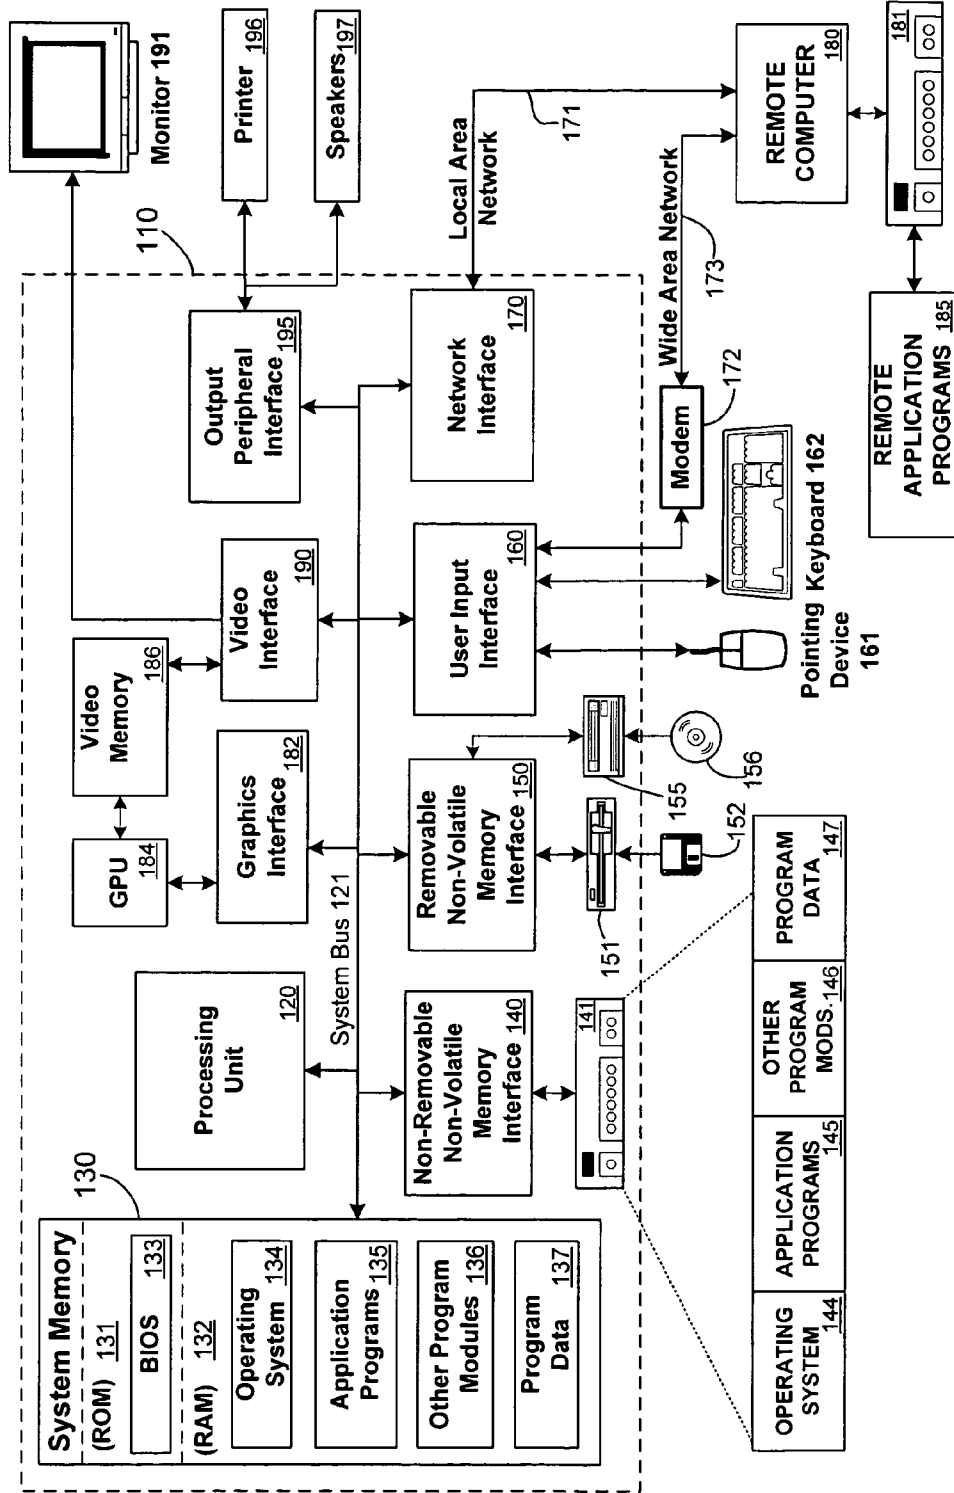 System Memory
130
(ROM) 131
BIOS 133
(RAM) 132
Operating
System 134
Application
Programs 135
Other Program
Modules 136
Program
Data 137
Processing
Unit
120
System Bus 121
GPU
184
Video
Memory
186
Graphics
Interface
182
Video
Interface
190
Output
Peripheral
Interface
195
110
Monitor 191
Printer 196
Speakers 197
Non-Removable
Non-Volatile
Memory
Interface 140
Removable
Non-Volatile
Memory
Interface 150
User Input
Interface
160
Network
Interface
170
Local Area
Network
171
Wide Area Network
173
Modem
172
141
151
152
155
156
Pointing
Device
161
Keyboard 162
REMOTE
COMPUTER
180
181
REMOTE
APPLICATION
PROGRAMS 185
OPERATING
SYSTEM 144
APPLICATION
PROGRAMS 145
OTHER
PROGRAM
MODS. 146
PROGRAM
DATA 147